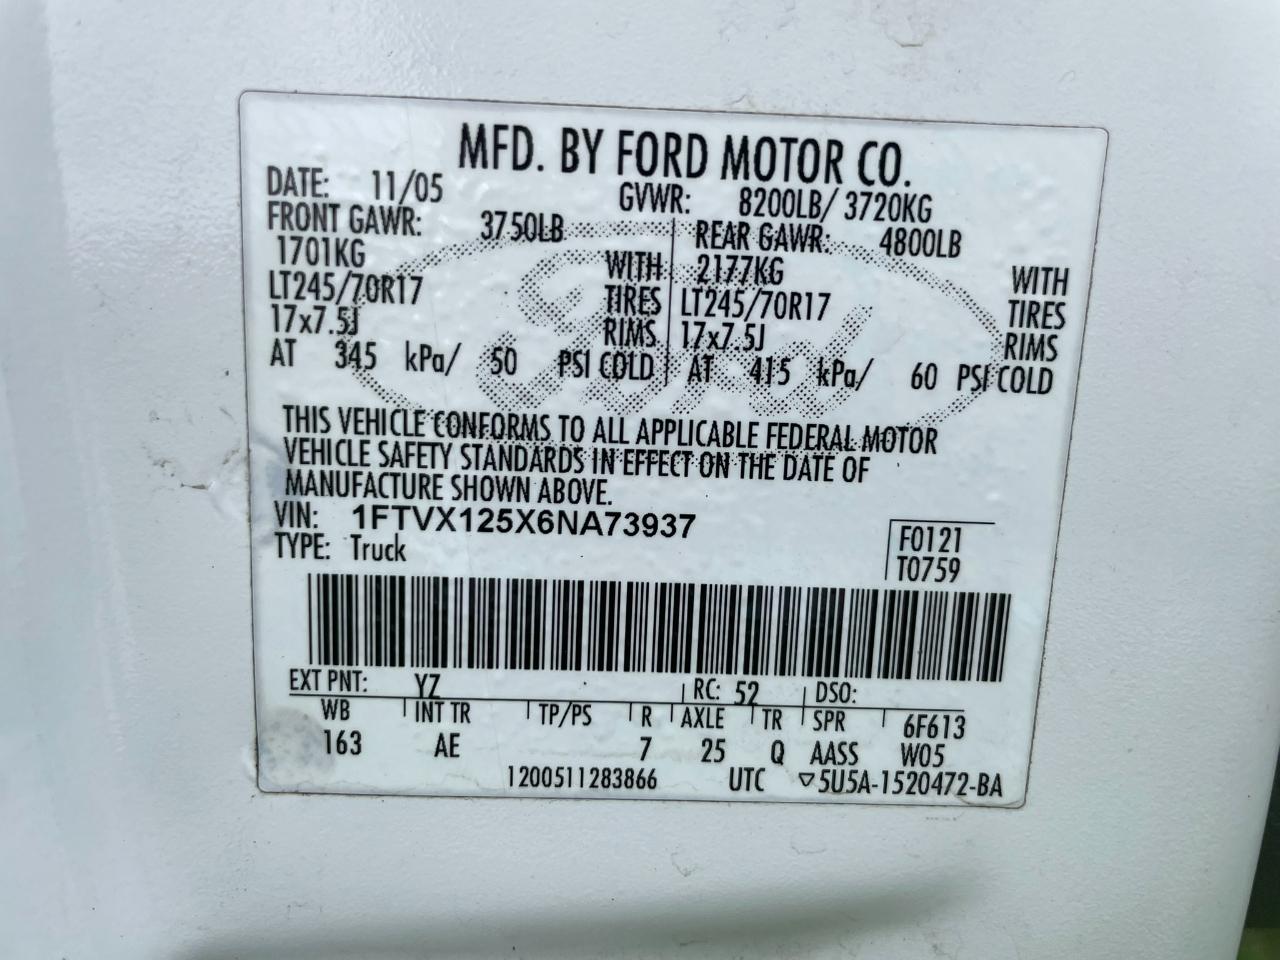 MFD. BY FORD MOTOR CO.
DATE: 11/05 GVWR: 8200LB/ 3720KG
FRONT GAWR: 3750LB REAR GAWR: 4800LB
1701KG WITH 2177KG WITH
LT245/70R17 TIRES LT245/70R17 TIRES
17x7.5J RIMS 17x7.5J RIMS
AT 345 kPa/ 50 PSI COLD AT 415 kPa/ 60 PSI COLD
Ford
THIS VEHICLE CONFORMS TO ALL APPLICABLE FEDERAL MOTOR
VEHICLE SAFETY STANDARDS IN EFFECT ON THE DATE OF
MANUFACTURE SHOWN ABOVE.
VIN: 1FTVX125X6NA73937
TYPE: Truck
F0121
T0759
EXT PNT: YZ RC: 52 DSO:
WB INT TR TP/PS R AXLE TR SPR 6F613
163 AE 7 25 Q AASS W05
1200511283866 UTC ▽5U5A-1520472-BA